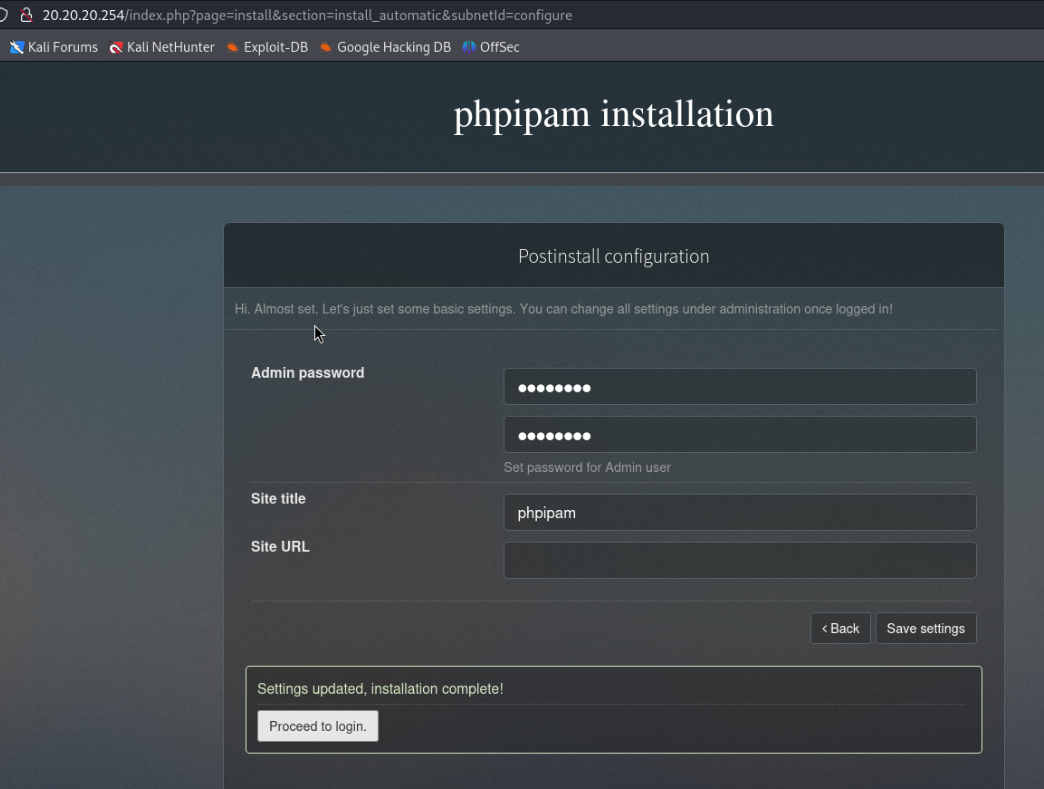 20.20.20.254/index.php?page=install&section=install_automatic&subnetId=configure
Kali Forums Kali NetHunter Exploit-DB Google Hacking DB OffSec
phpipam installation
Postinstall configuration
Hi. Almost set. Let's just set some basic settings. You can change all settings under administration once logged in!
Admin password
●●●●●●●●
●●●●●●●●
Set password for Admin user
Site title
phpipam
Site URL
< Back Save settings
Settings updated, installation complete!
Proceed to login.